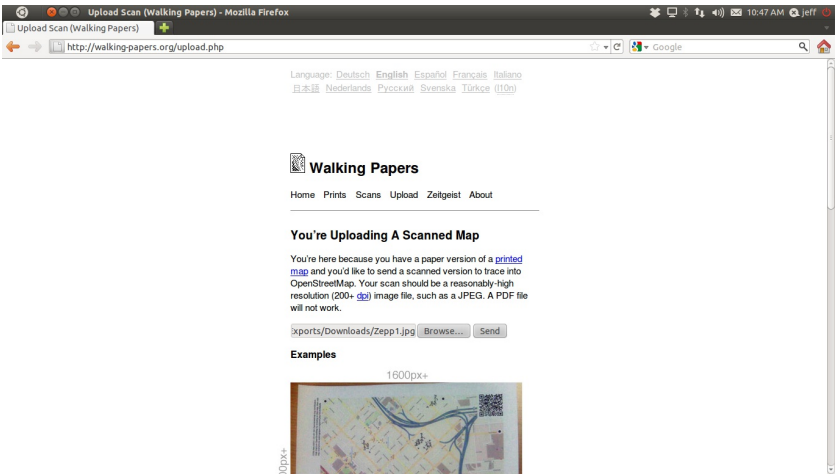 Upload Scan (Walking Papers) - Mozilla Firefox
10:47 AM jeff
Upload Scan (Walking Papers)
http://walking-papers.org/upload.php
Google
Language: Deutsch English Español Français Italiano
日本語 Nederlands Русский Svenska Türkçe (l10n)
Walking Papers
Home Prints Scans Upload Zeitgeist About
You're Uploading A Scanned Map
You're here because you have a paper version of a printed
map and you'd like to send a scanned version to trace into
OpenStreetMap. Your scan should be a reasonably-high
resolution (200+ dpi) image file, such as a JPEG. A PDF file
will not work.
xports/Downloads/Zepp1.jpg Browse... Send
Examples
1600px+